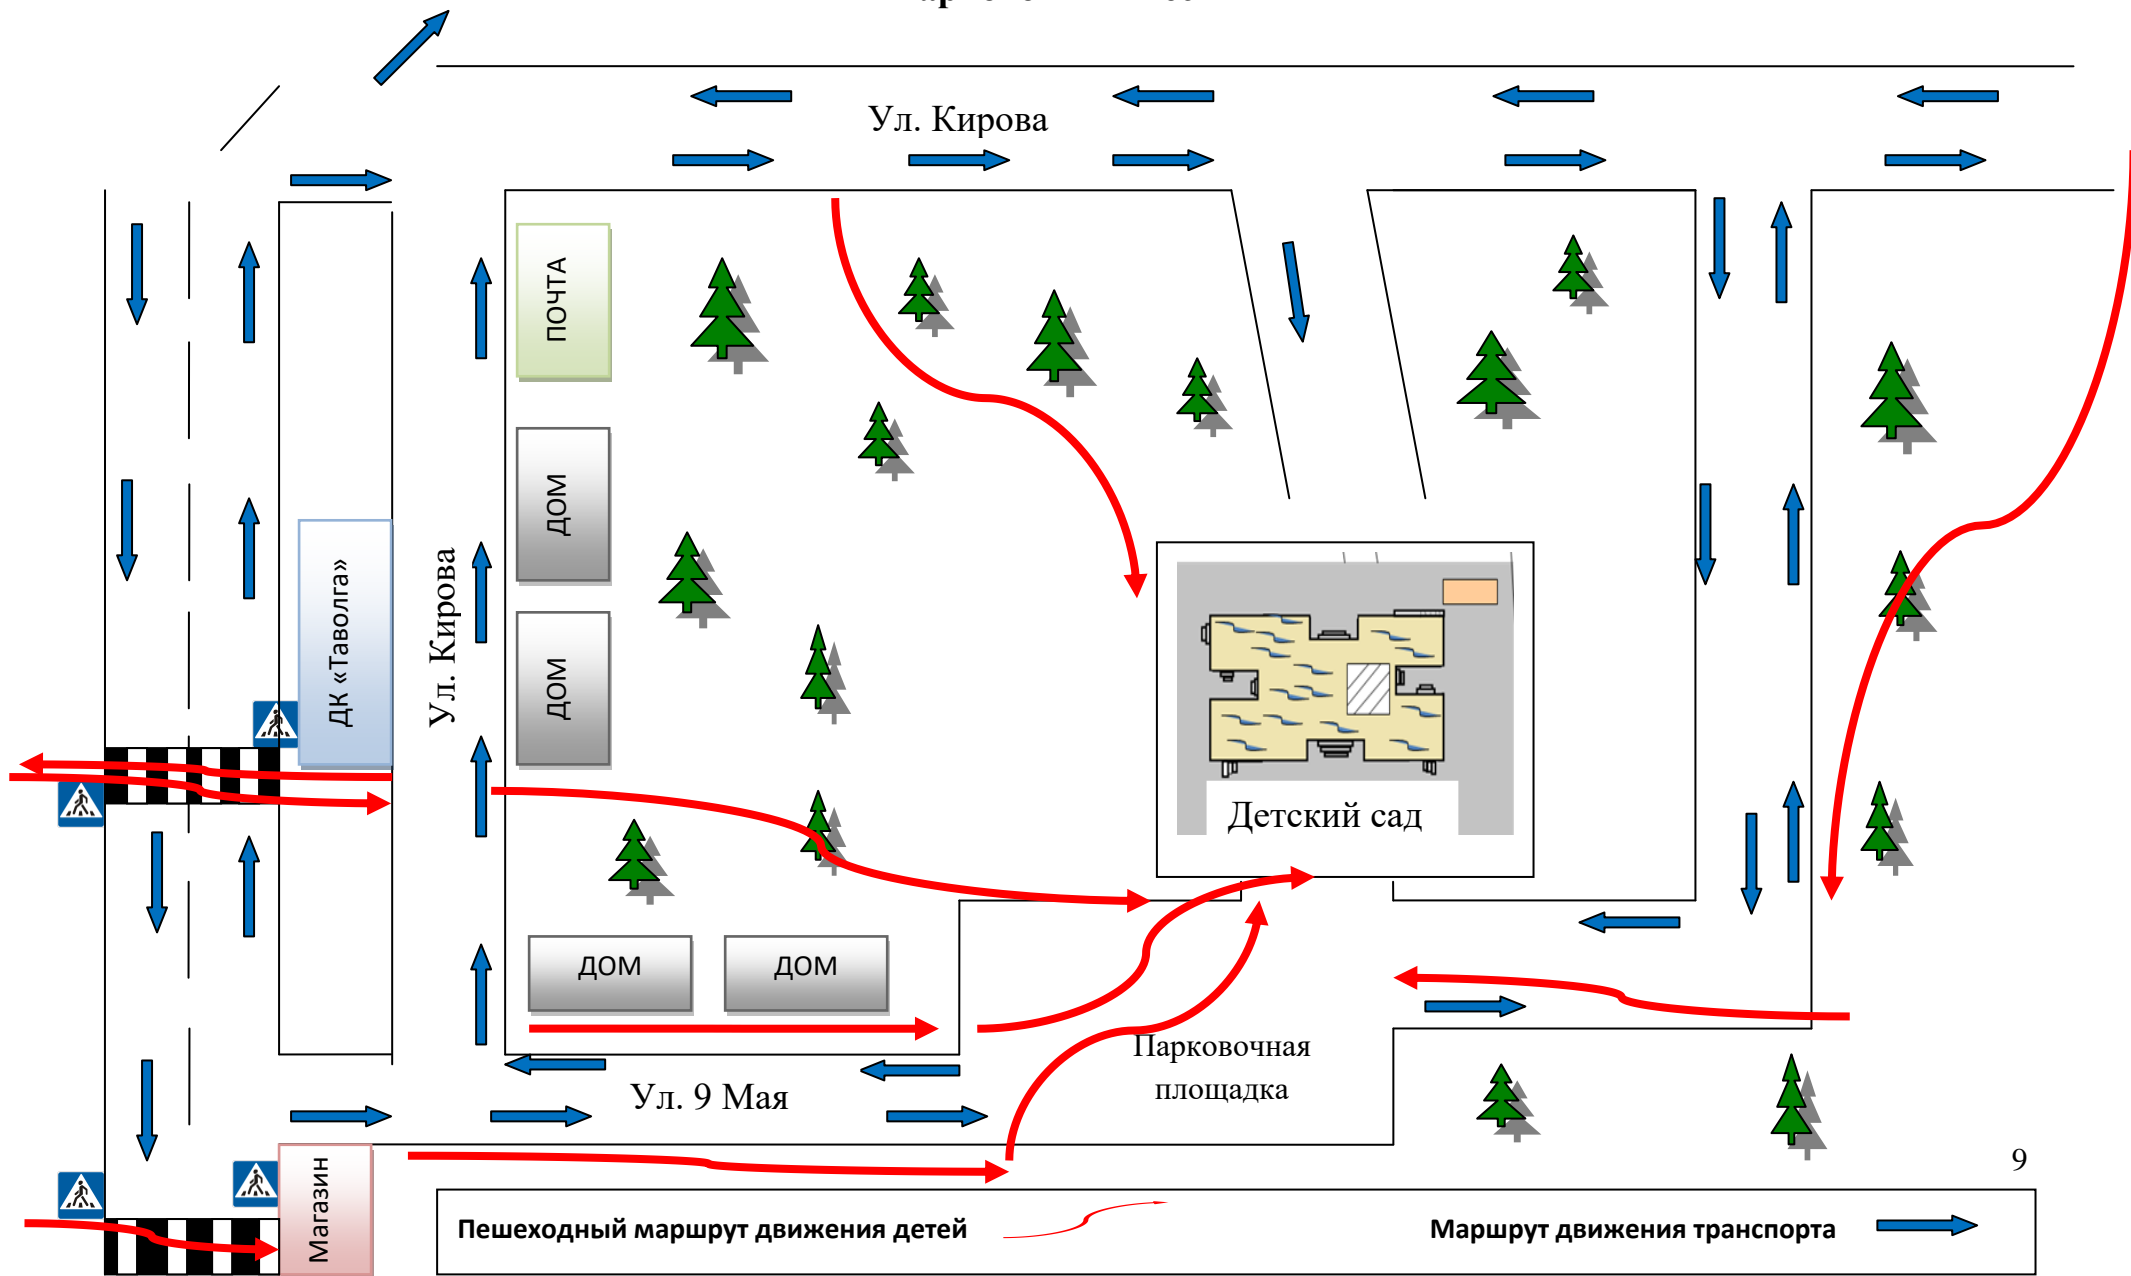 Ул. Кирова
ПОЧТА
ДОМ
ДК «Таволга»
Ул. Кирова
ДОМ
Детский сад
ДОМ
ДОМ
Парковочная
площадка
Ул. 9 Мая
9
Магазин
Пешеходный маршрут движения детей
Маршрут движения транспорта